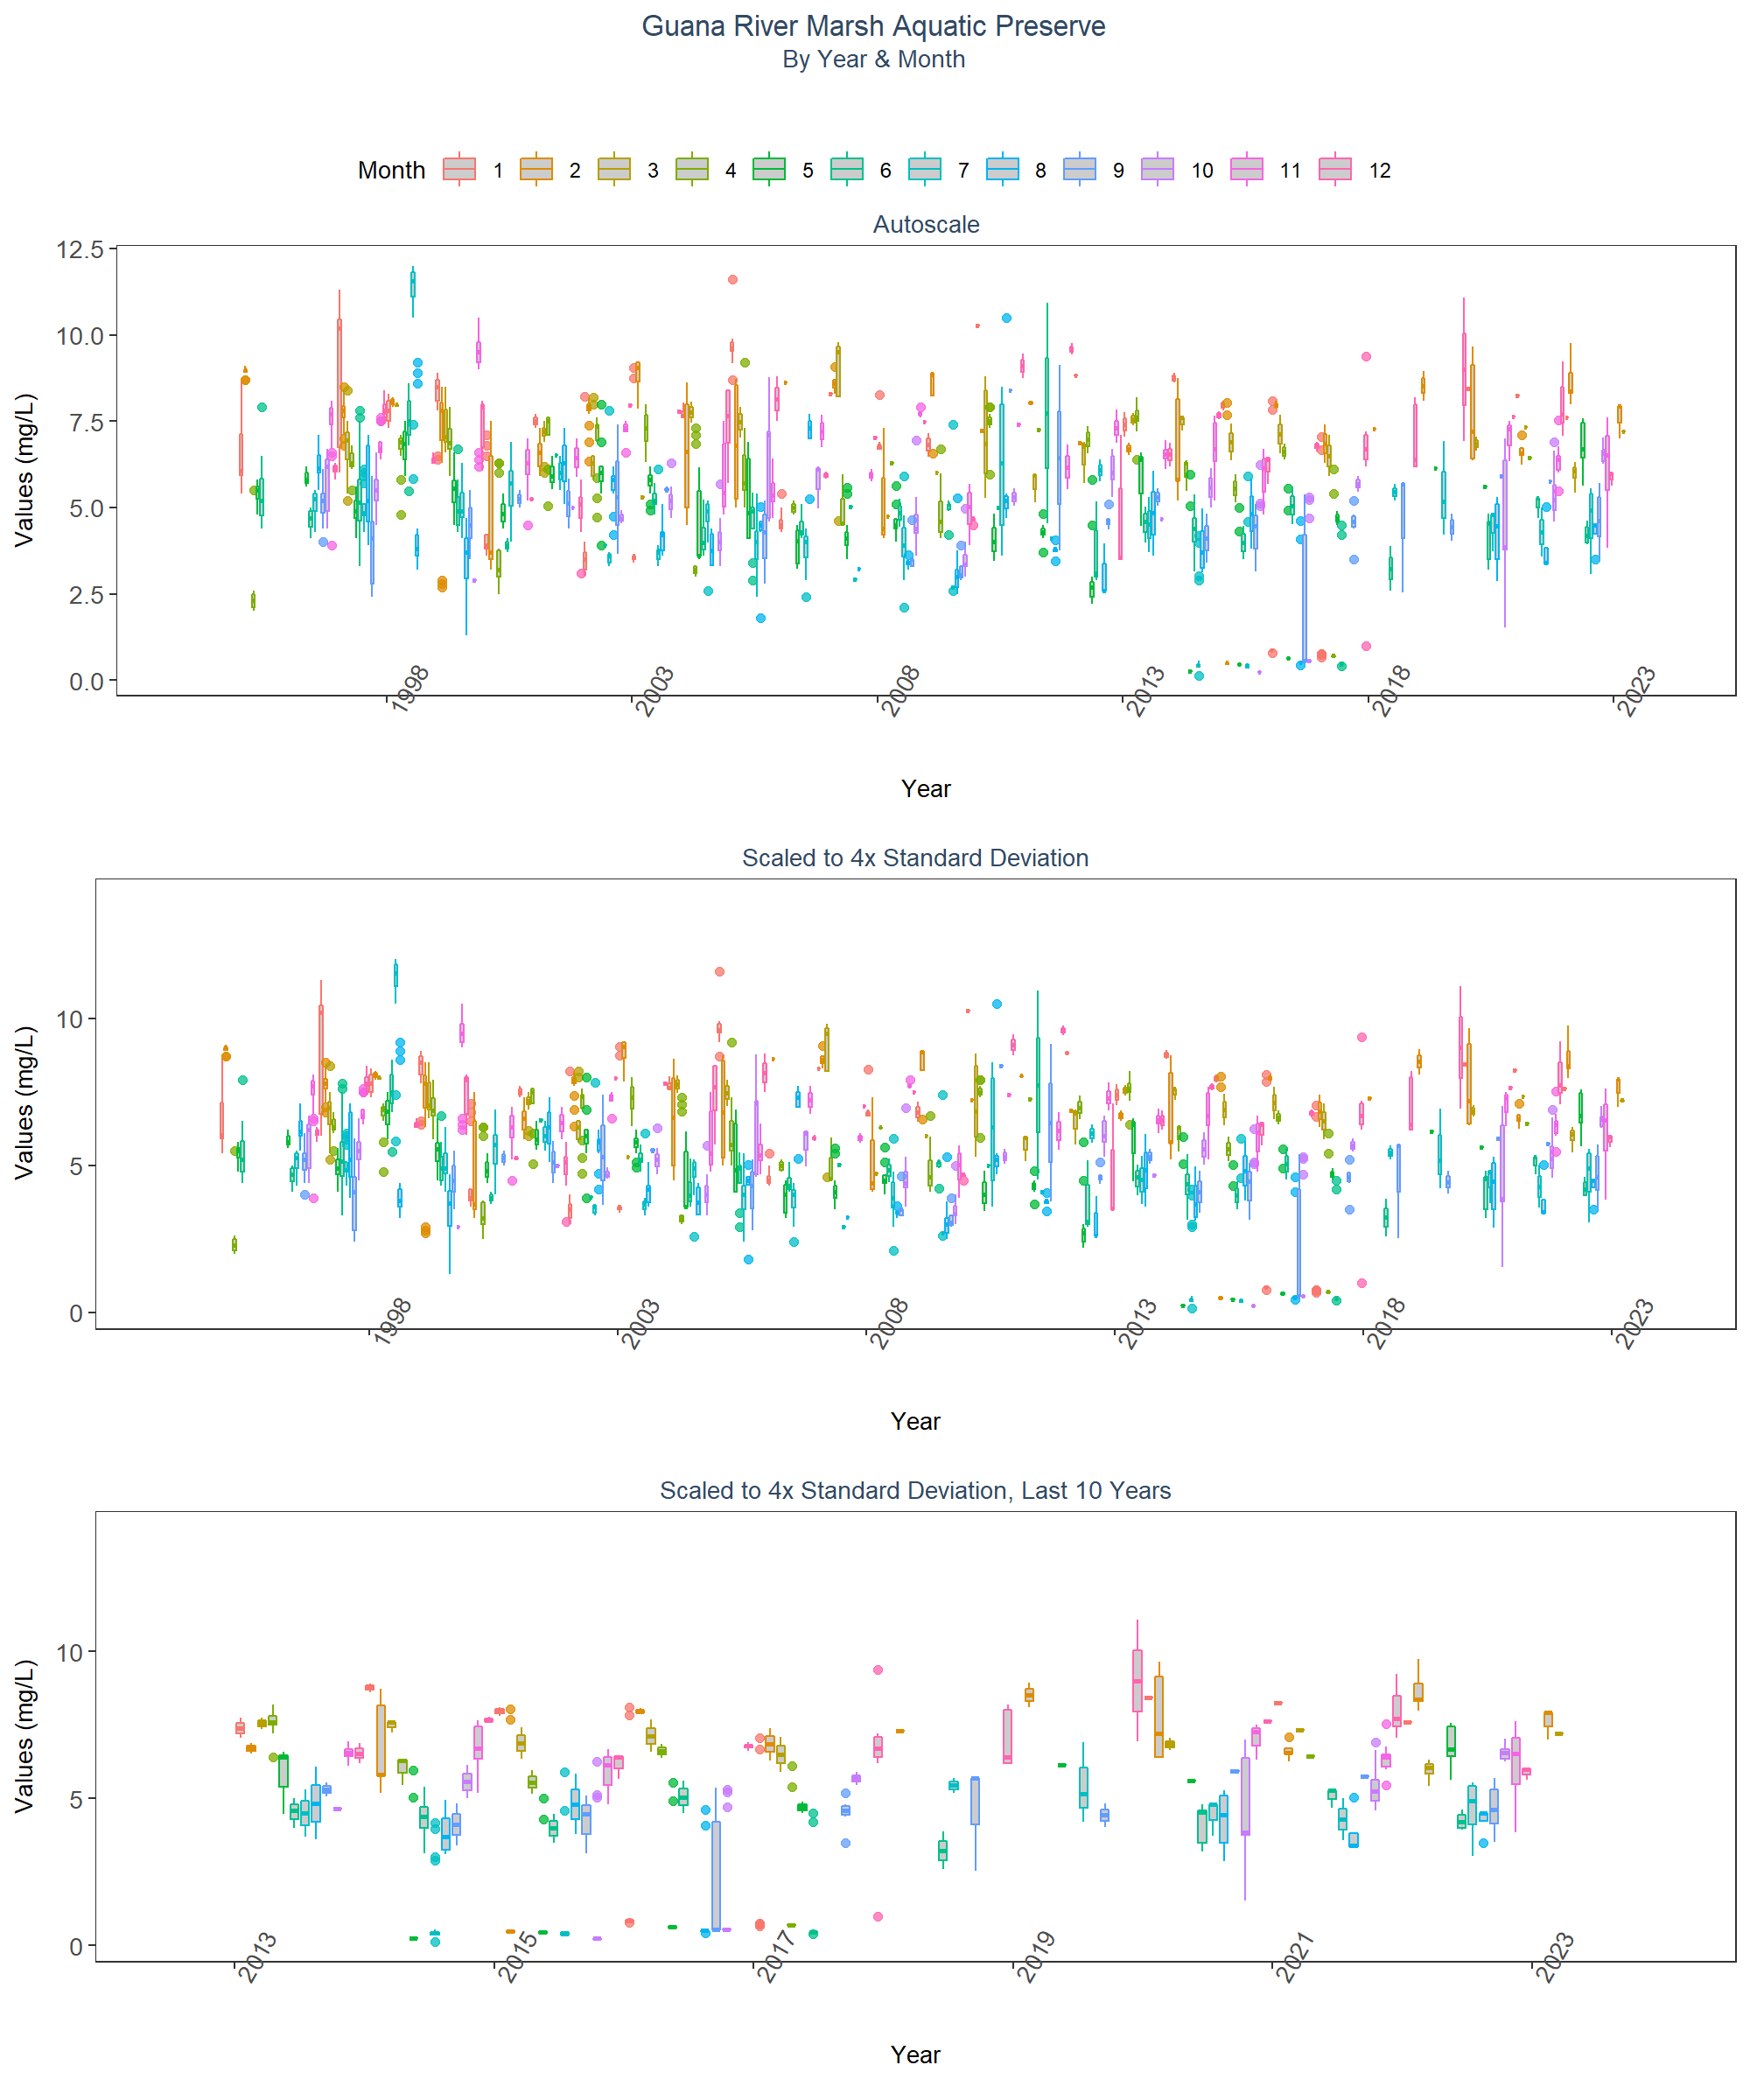 Guana River Marsh Aquatic Preserve
By Year & Month
Month 1 2 3 4 5 6 7 8 9 10 11 12
Autoscale
Values (mg/L)
12.5
10.0
7.5
5.0
2.5
0.0
1998 2003 2008 2013 2018 2023
Year
Scaled to 4x Standard Deviation
Values (mg/L)
10
5
0
1998 2003 2008 2013 2018 2023
Year
Scaled to 4x Standard Deviation, Last 10 Years
Values (mg/L)
10
5
0
2013 2015 2017 2019 2021 2023
Year